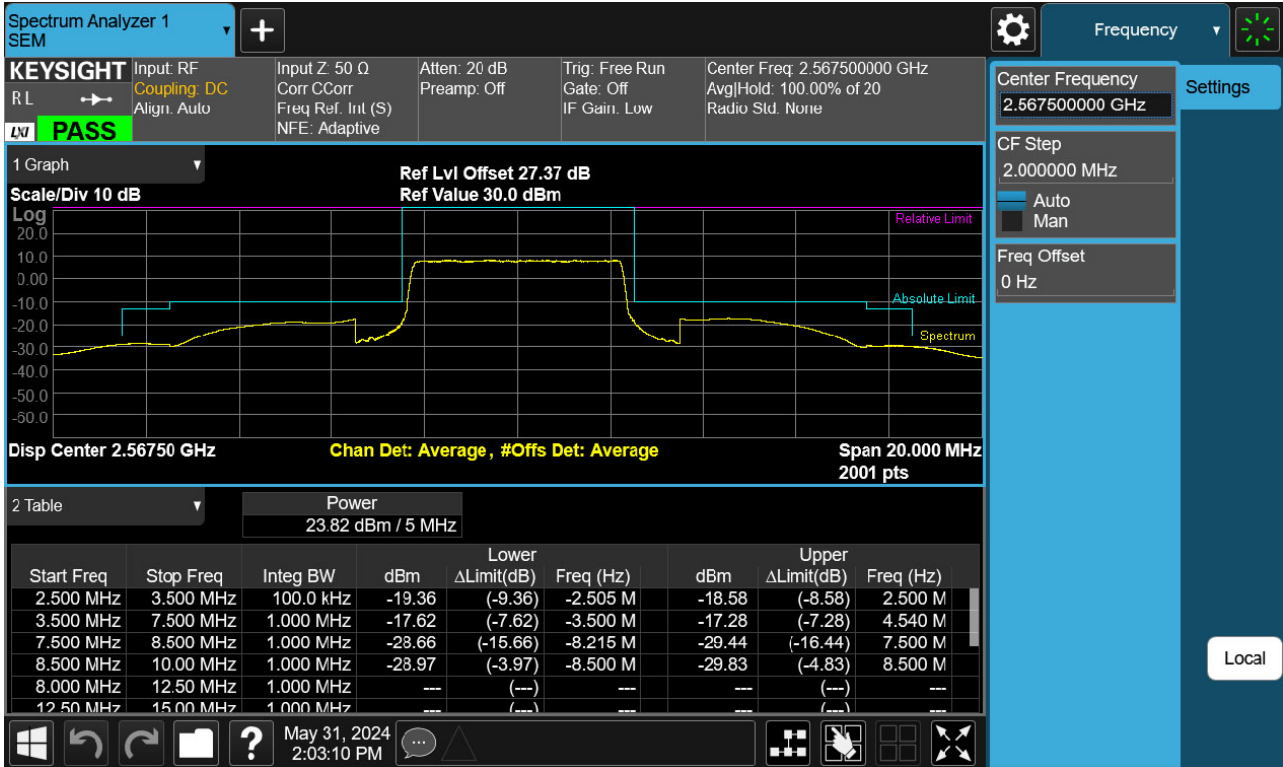 Spectrum Analyzer 1
SEM
Frequency
KEYSIGHT
RL
LXI
PASS
Input: RF
Coupling: DC
Align: Auto
Input Z: 50 Ω
Corr CCorr
Freq Ref: Int (S)
NFE: Adaptive
Atten: 20 dB
Preamp: Off
Trig: Free Run
Gate: Off
IF Gain: Low
Center Freq: 2.567500000 GHz
Avg|Hold: 100.00% of 20
Radio Std: None
Center Frequency
2.567500000 GHz
Settings
CF Step
2.000000 MHz
Auto
Man
Freq Offset
0 Hz
1 Graph
Scale/Div 10 dB
Ref Lvl Offset 27.37 dB
Ref Value 30.0 dBm
Log
20.0
10.0
0.00
-10.0
-20.0
-30.0
-40.0
-50.0
-60.0
Relative Limit
Absolute Limit
Spectrum
Disp Center 2.56750 GHz
Chan Det: Average, #Offs Det: Average
Span 20.000 MHz
2001 pts
2 Table
Power
23.82 dBm / 5 MHz
Lower Upper
Start Freq Stop Freq Integ BW dBm ΔLimit(dB) Freq (Hz) dBm ΔLimit(dB) Freq (Hz)
2.500 MHz 3.500 MHz 100.0 kHz -19.36 (-9.36) -2.505 M -18.58 (-8.58) 2.500 M
3.500 MHz 7.500 MHz 1.000 MHz -17.62 (-7.62) -3.500 M -17.28 (-7.28) 4.540 M
7.500 MHz 8.500 MHz 1.000 MHz -28.66 (-15.66) -8.215 M -29.44 (-16.44) 7.500 M
8.500 MHz 10.00 MHz 1.000 MHz -28.97 (-3.97) -8.500 M -29.83 (-4.83) 8.500 M
8.000 MHz 12.50 MHz 1.000 MHz --- (---) --- --- (---) ---
12.50 MHz 15.00 MHz 1.000 MHz --- (---) --- --- (---) ---
Local
May 31, 2024
2:03:10 PM